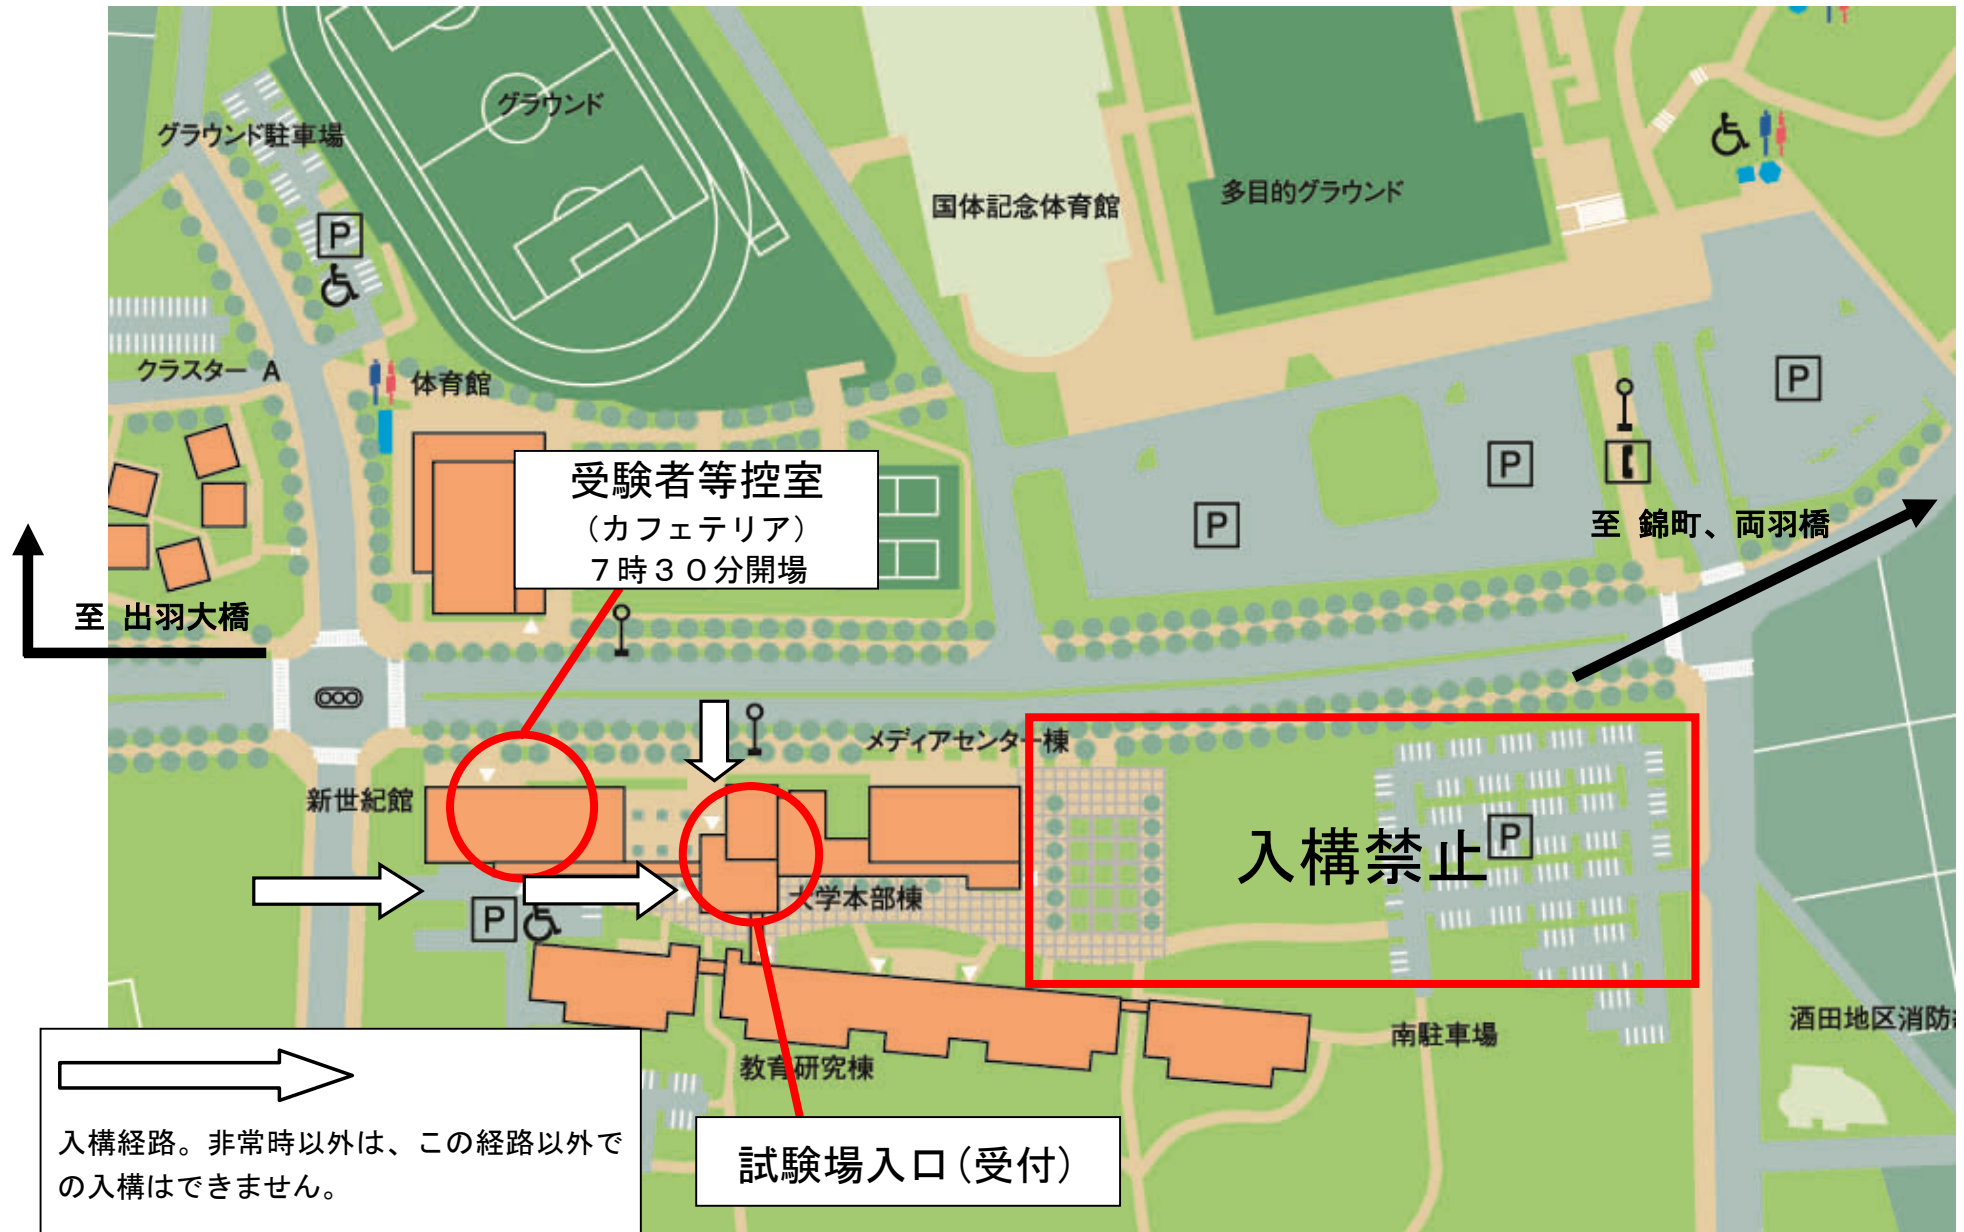 グラウンド
グラウンド駐車場
P
国体記念体育館
多目的グラウンド
クラスター A
体育館
P
受験者等控室
（カフェテリア）
７時３０分開場
P
P
至 錦町、両羽橋
至 出羽大橋
メディアセンター棟
新世紀館
入構禁止
P
大学本部棟
P
教育研究棟
南駐車場
酒田地区消防
入構経路。非常時以外は、この経路以外で
の入構はできません。
試験場入口（受付）